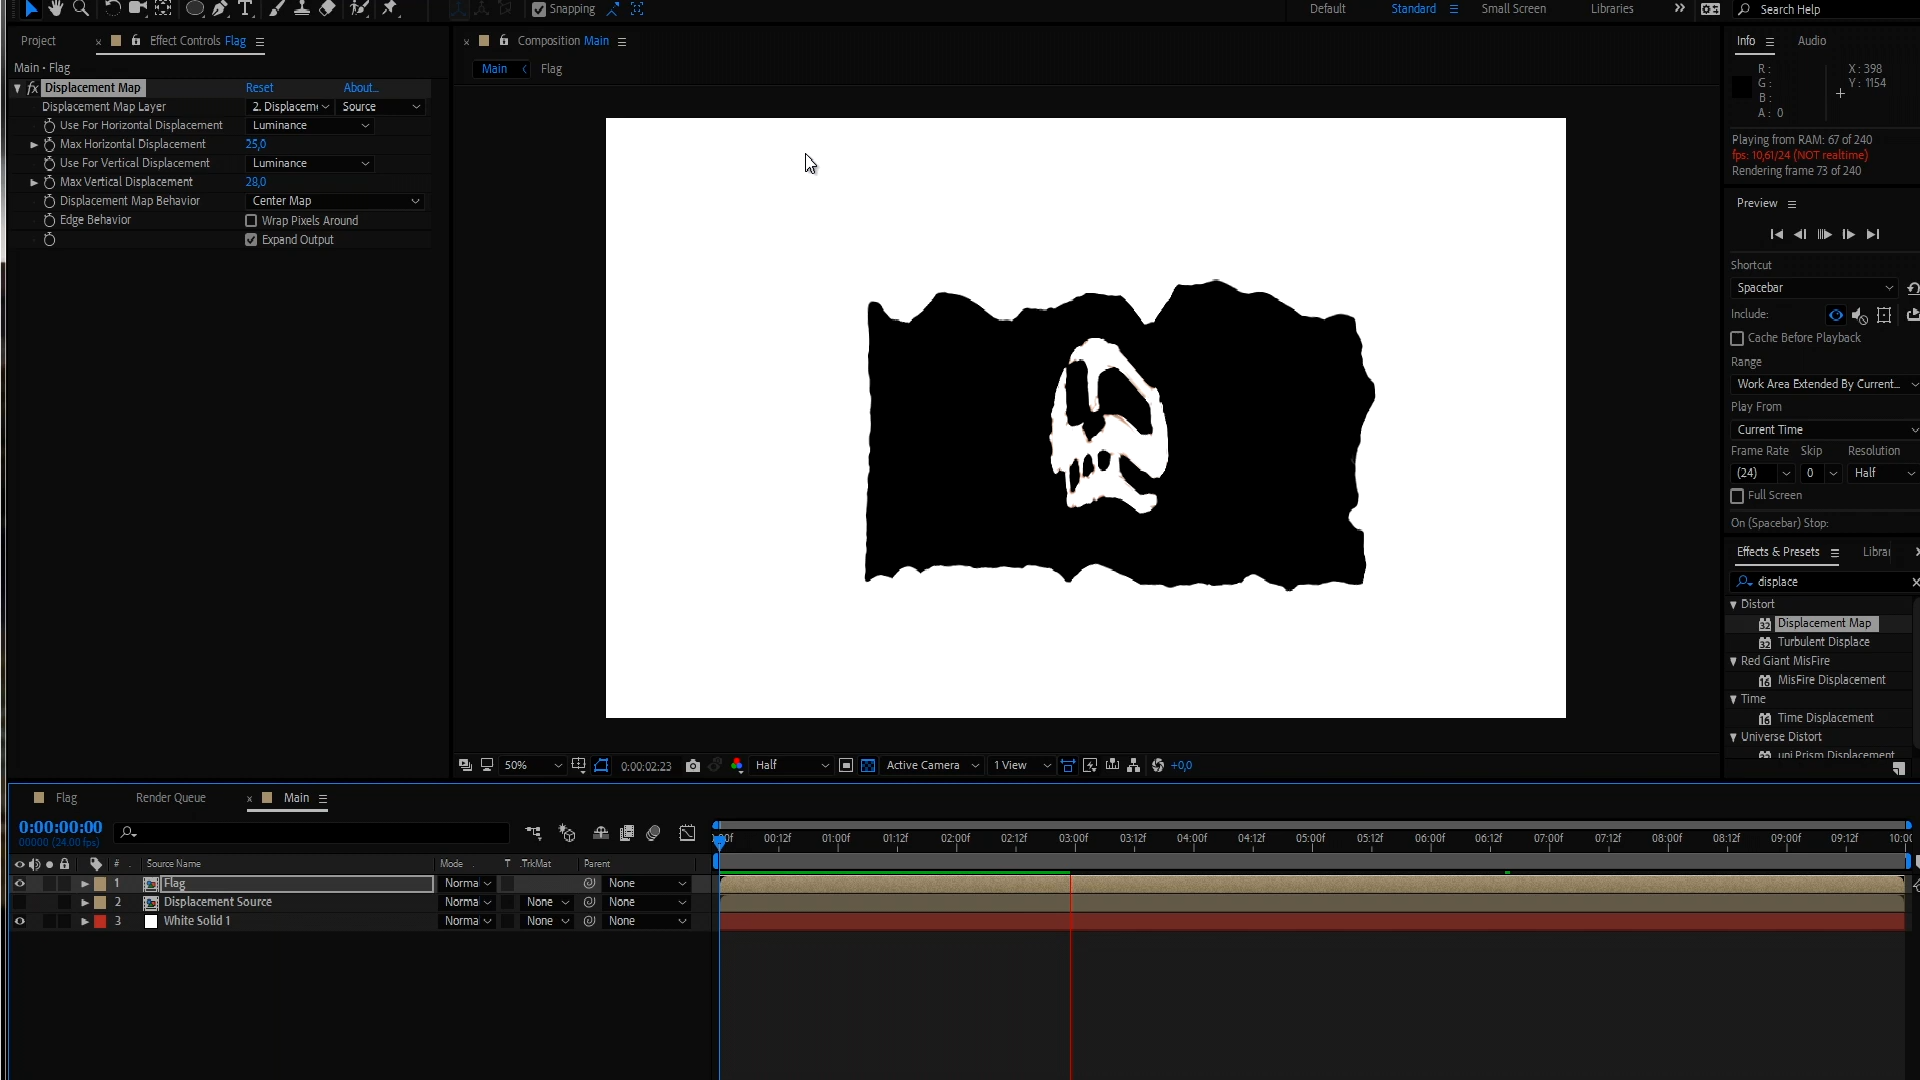 Snapping
Default
Standard
Small Screen
Libraries
Search Help
Project
Effect Controls Flag
Composition Main
Info
Audio
Main • Flag
Main
Flag
fx Displacement Map
Reset
About...
Displacement Map Layer
2. Displacem
Source
Use For Horizontal Displacement
Luminance
Max Horizontal Displacement
25,0
Use For Vertical Displacement
Luminance
Max Vertical Displacement
28,0
Displacement Map Behavior
Center Map
Edge Behavior
Wrap Pixels Around
Expand Output
R :
G :
B :
A : 0
X : 398
Y : 1154
Playing from RAM: 67 of 240
fps: 10,61/24 (NOT realtime)
Rendering frame 73 of 240
Preview
Shortcut
Spacebar
Include:
Cache Before Playback
Range
Work Area Extended By Current...
Play From
Current Time
Frame Rate
Skip
Resolution
(24)
0
Half
Full Screen
On (Spacebar) Stop:
Effects & Presets
Librai
displace
Distort
32 Displacement Map
32 Turbulent Displace
Red Giant MisFire
16 MisFire Displacement
Time
16 Time Displacement
Universe Distort
uni.Prism Displacement
50%
0:00:02:23
Half
Active Camera
1 View
+0,0
Flag
Render Queue
Main
0:00:00:00
00000 (24.00 fps)
00:12f
01:00f
01:12f
02:00f
02:12f
03:00f
03:12f
04:00f
04:12f
05:00f
05:12f
06:00f
06:12f
07:00f
07:12f
08:00f
08:12f
09:00f
09:12f
#
Source Name
Mode
T
.TrkMat
Parent
1
Flag
Norma
None
2
Displacement Source
Norma
None
None
3
White Solid 1
Norma
None
None